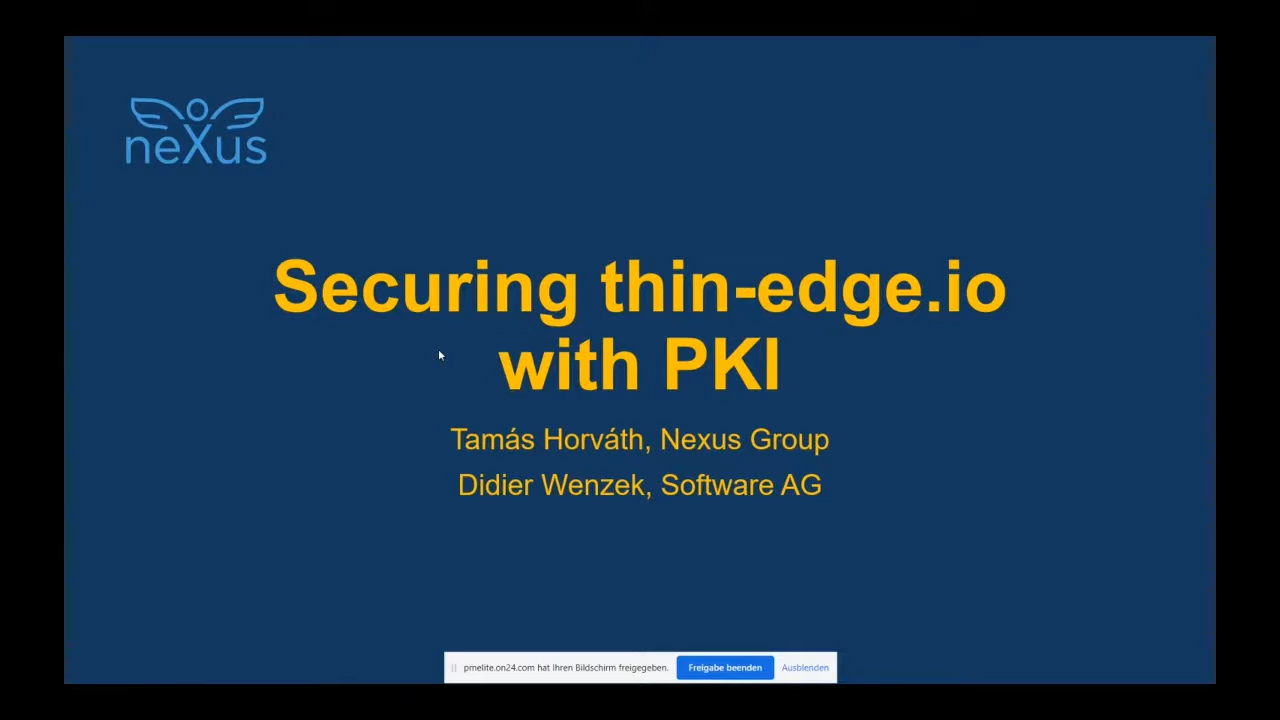 neXus
Securing thin-edge.io
with PKI
Tamás Horváth, Nexus Group
Didier Wenzek, Software AG
pmelite.on24.com hat Ihren Bildschirm freigegeben. Freigabe beenden Ausblenden